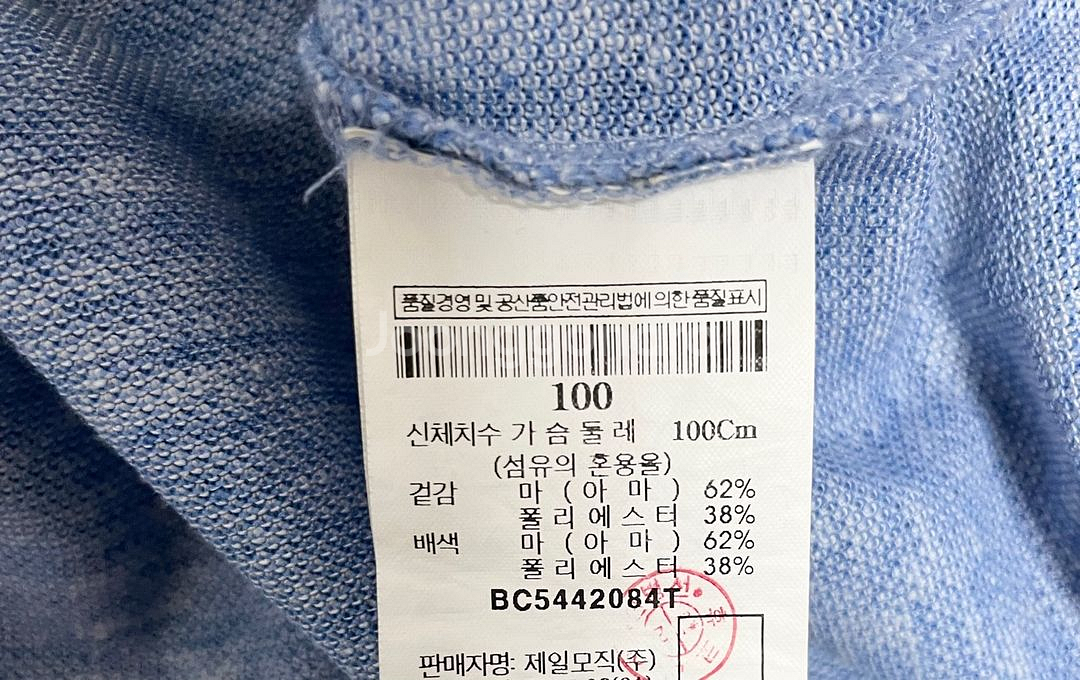 품질경영 및 공산품안전관리법에 의한 품질표시
100
신체치수 가 슴 둘 레 100Cm
(섬유의 혼용율)
겉감 마 ( 아 마 ) 62%
폴 리 에 스 터 38%
배색 마 ( 아 마 ) 62%
폴 리 에 스 터 38%
BC5442084T
판매자명: 제일모직(주)